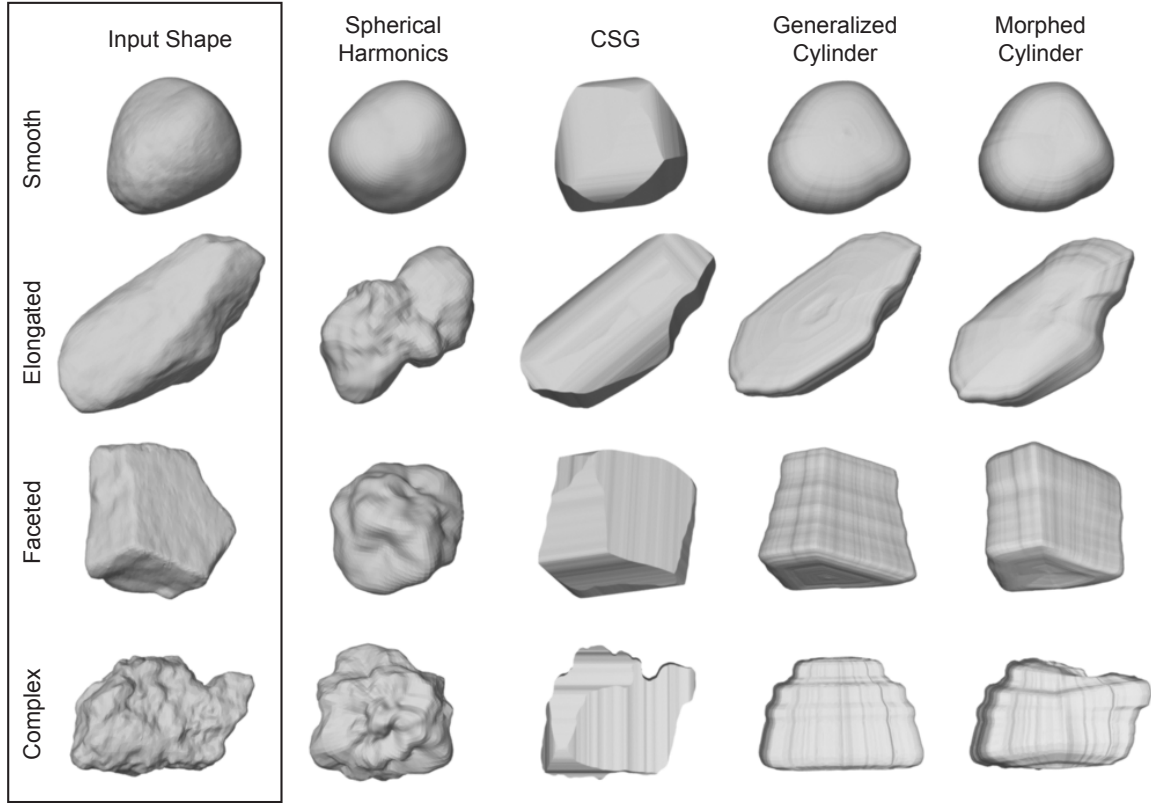 Input Shape
Spherical
Harmonics
CSG
Generalized
Cylinder
Morphed
Cylinder
Smooth
Elongated
Faceted
Complex